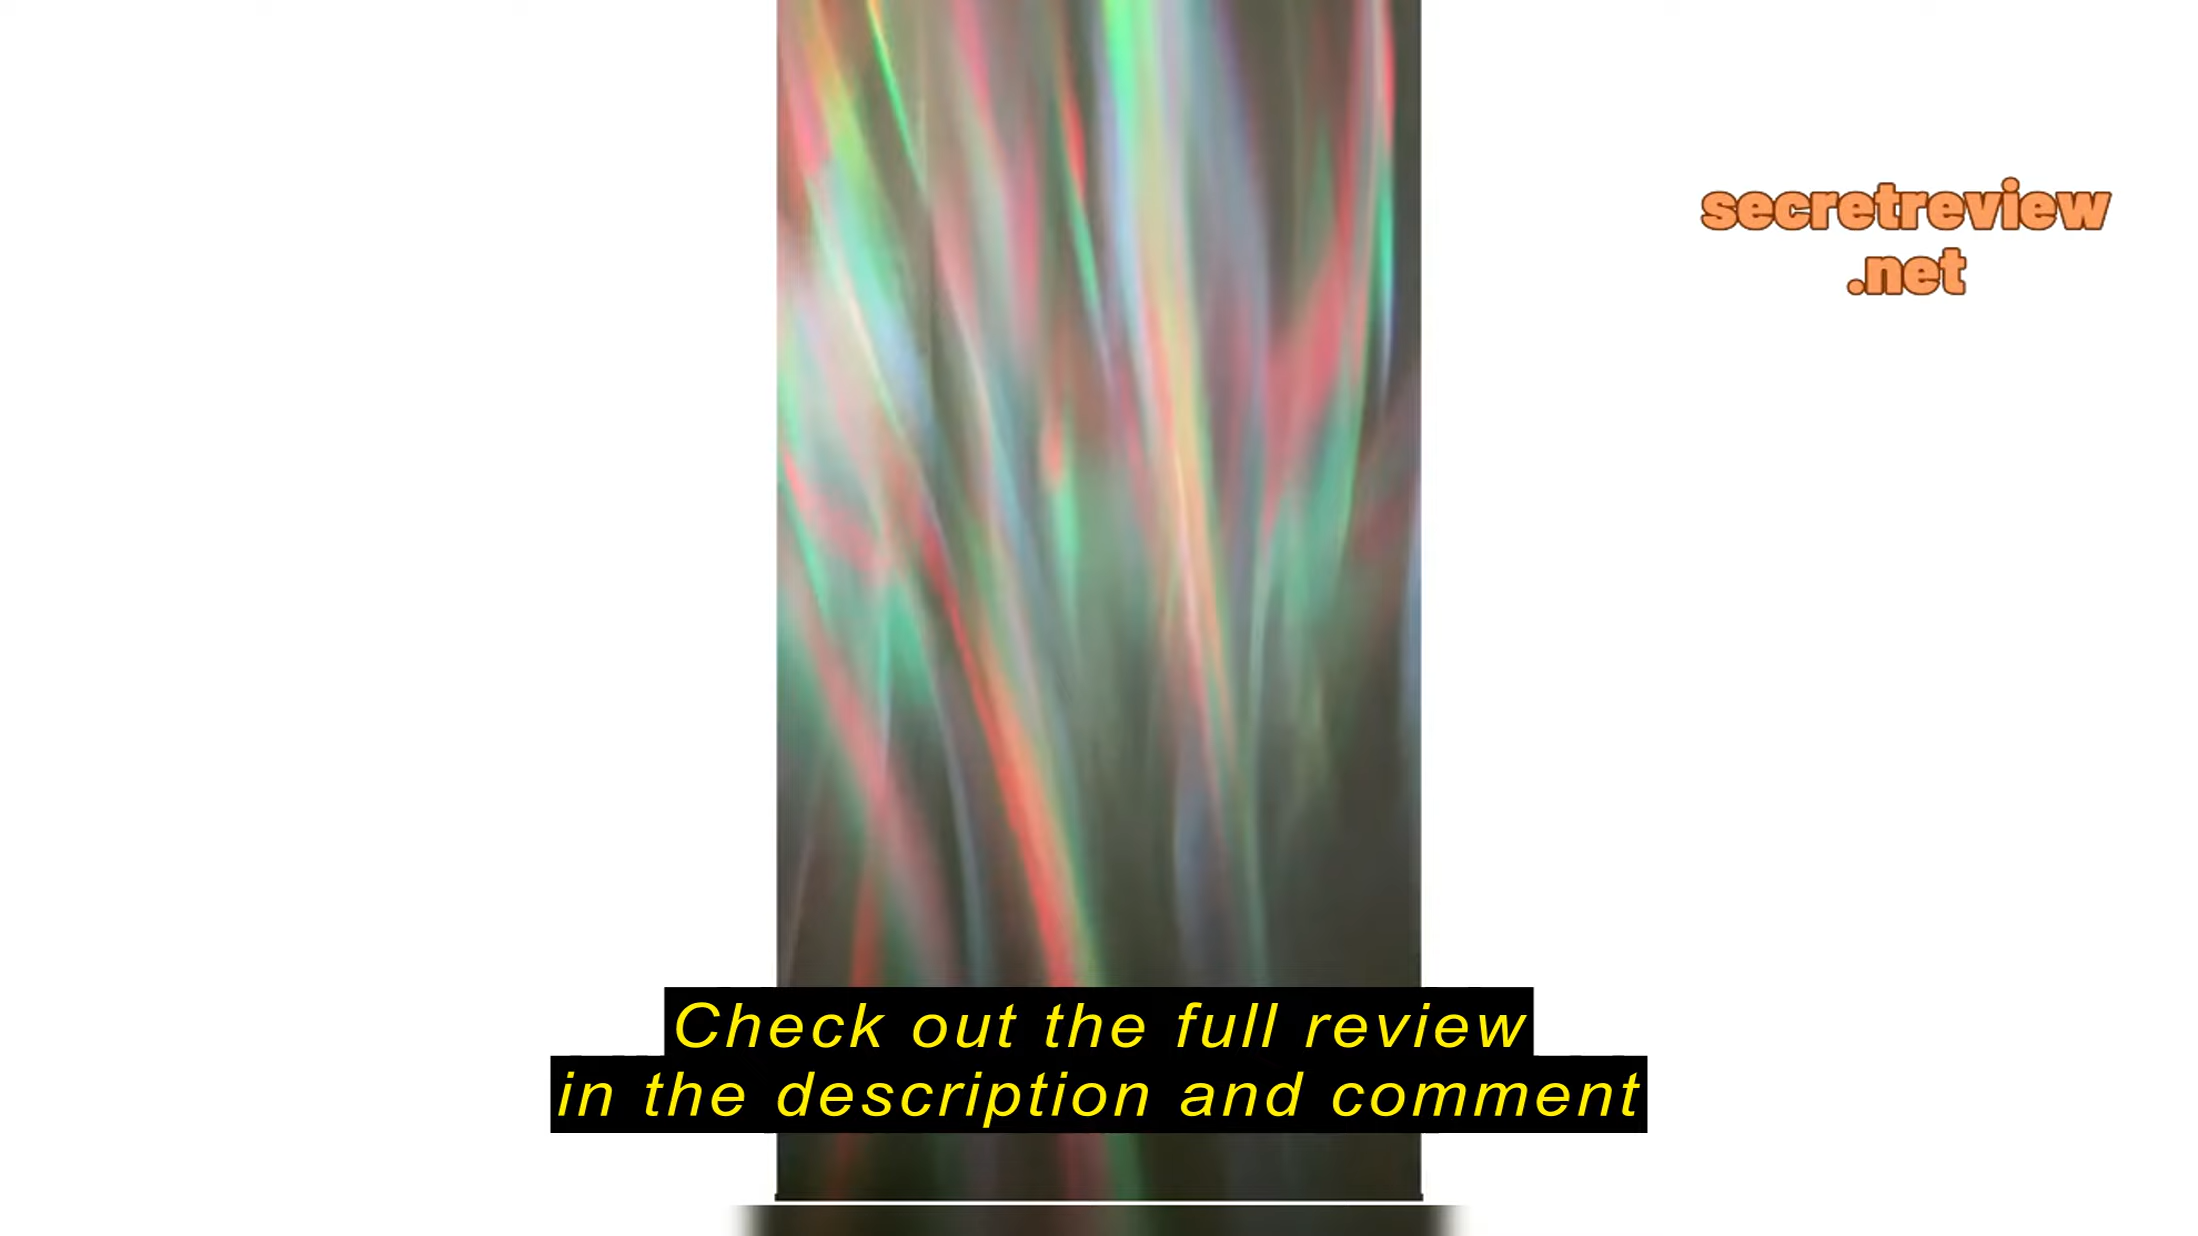 secretreview
.net
Check out the full review
in the description and comment